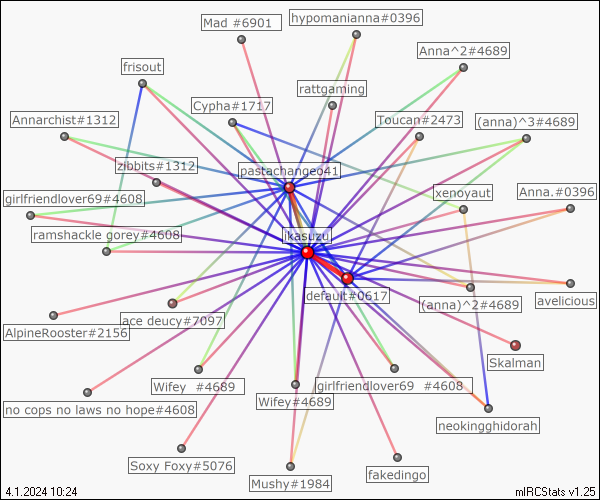 Mad #6901
hypomanianna#0396
Anna^2#4689
frisout
rattgaming
Cypha#1717
Annarchist#1312
Toucan#2473
(anna)^3#4689
zibbits#1312
pastachangeo41
girlfriendlover69#4608
xenovaut
Anna.#0396
ramshackle gorey#4608
ikasuzu
default#0617
(anna)^2#4689
avelicious
ace deucy#7097
AlpineRooster#2156
Skalman
Wifey #4689
girlfriendlover69 #4608
Wifey#4689
no cops no laws no hope#4608
neokingghidorah
Soxy Foxy#5076
fakedingo
Mushy#1984
4.1.2024 10:24
mIRCStats v1.25